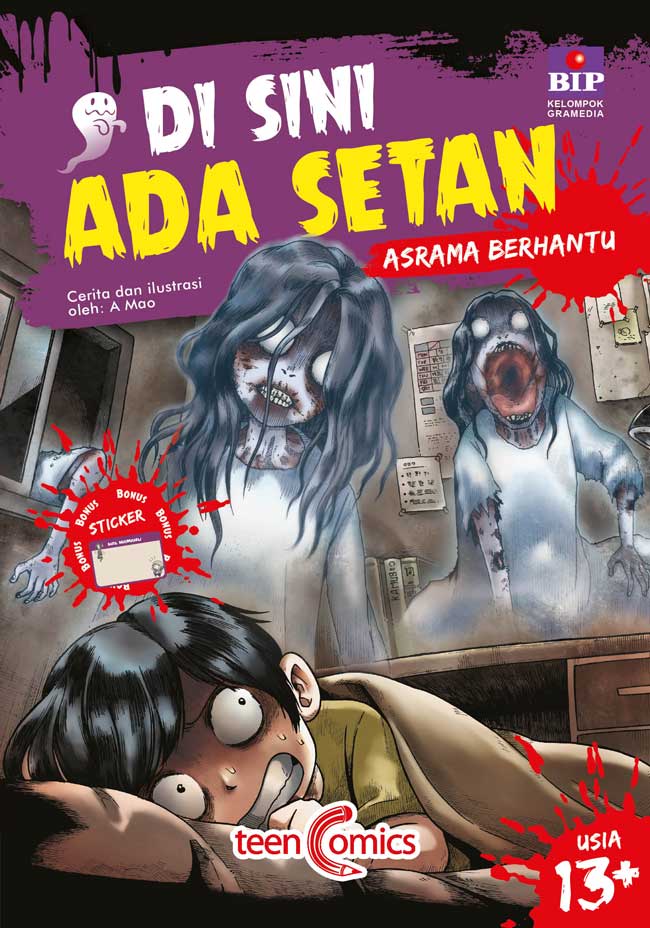 DI SINI
ADA SETAN
ASRAMA BERHANTU
BIP
KELOMPOK
GRAMEDIA
Cerita dan ilustrasi
oleh: A Mao
BONUS BONUS BONUS BONUS
STICKER
KAMUS
teen Comics
USIA
13+